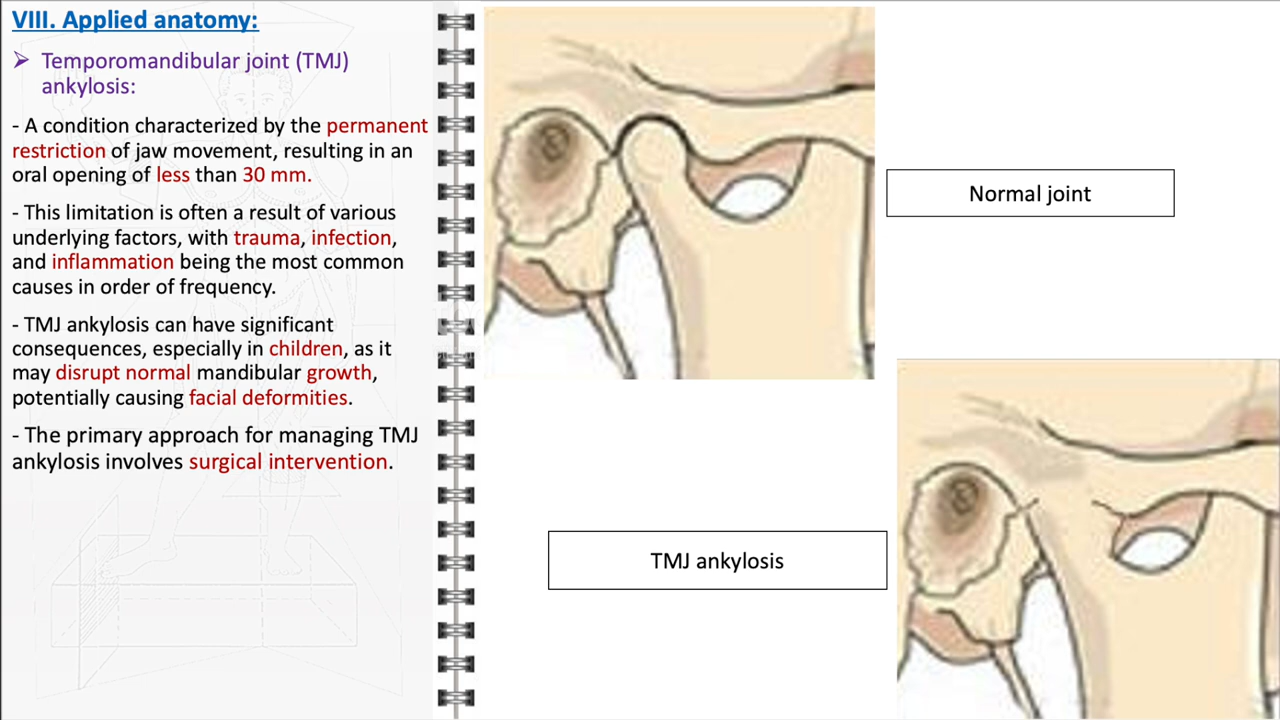 VIII. Applied anatomy:
➢ Temporomandibular joint (TMJ)
ankylosis:
- A condition characterized by the permanent
restriction of jaw movement, resulting in an
oral opening of less than 30 mm.
- This limitation is often a result of various
underlying factors, with trauma, infection,
and inflammation being the most common
causes in order of frequency.
- TMJ ankylosis can have significant
consequences, especially in children, as it
may disrupt normal mandibular growth,
potentially causing facial deformities.
- The primary approach for managing TMJ
ankylosis involves surgical intervention.
Normal joint
TMJ ankylosis